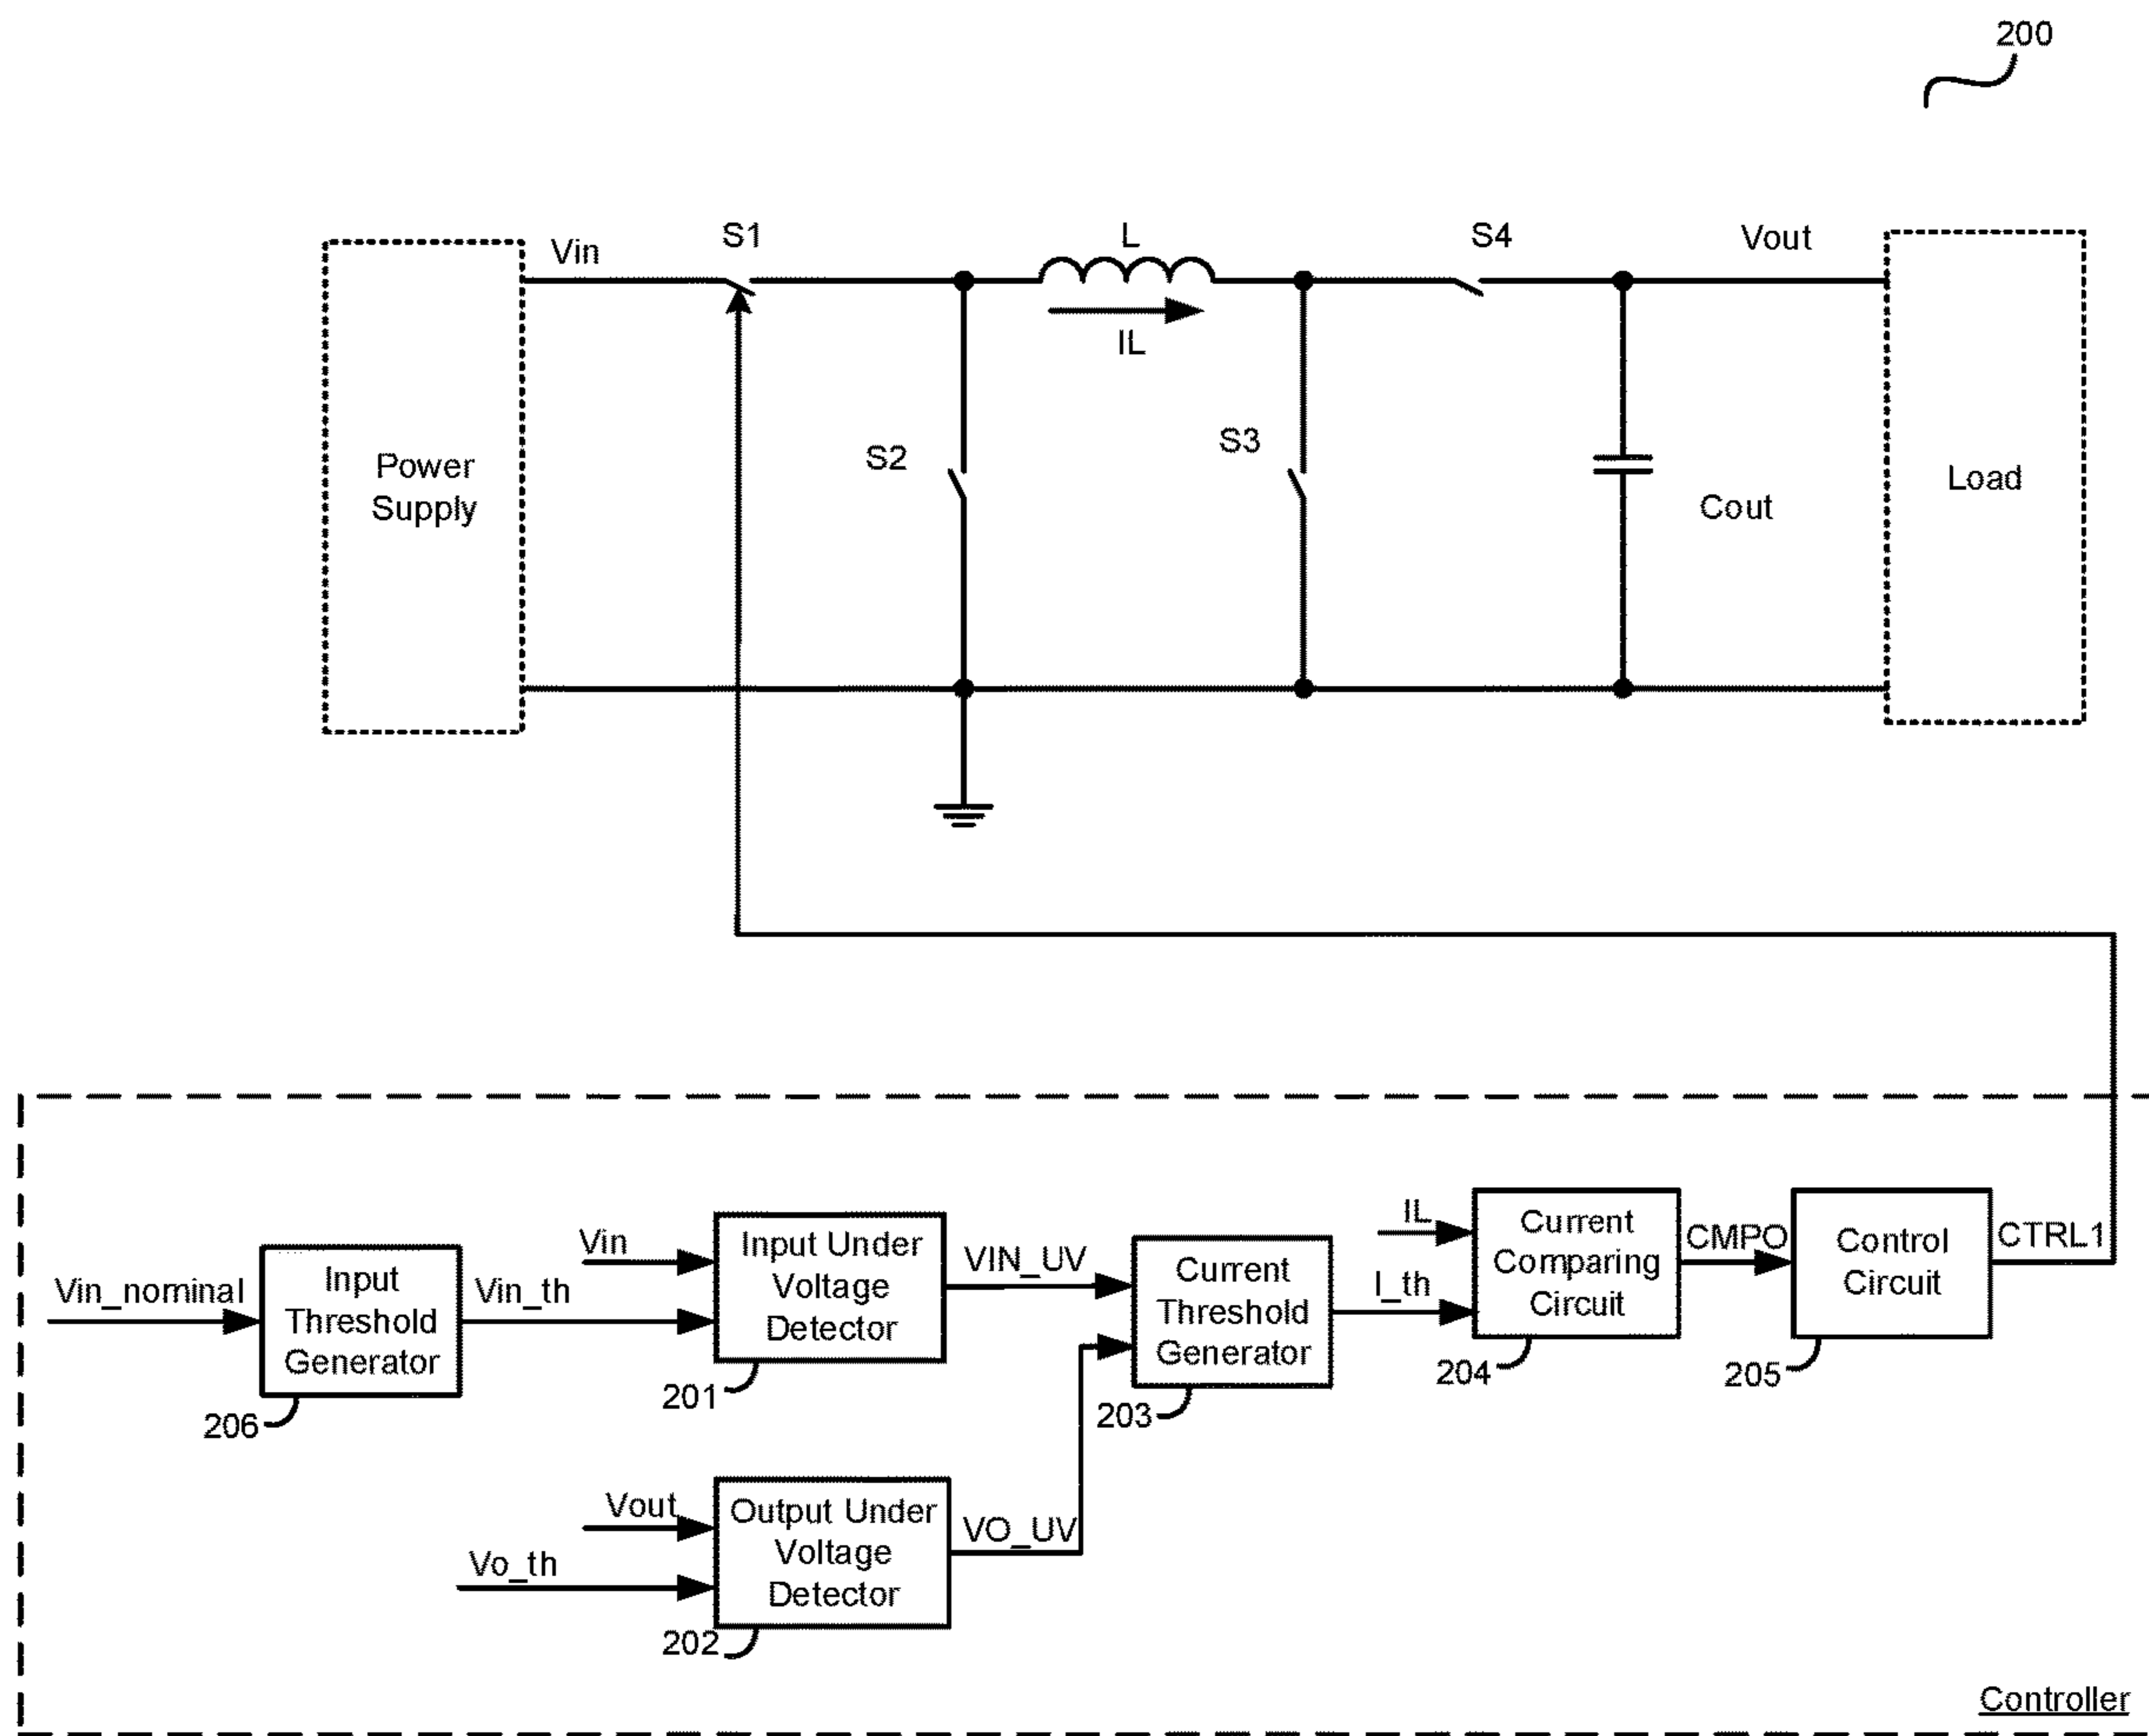 200
Vin
S1
L
S4
Vout
IL
Power
Supply
S2
S3
Cout
Load
Vin_nominal
Input
Threshold
Generator
206
Vin_th
Vin
Input Under
Voltage
Detector
201
VIN_UV
Current
Threshold
Generator
203
IL
I_th
Current
Comparing
Circuit
204
CMPO
Control
Circuit
205
CTRL1
Vout
Vo_th
Output Under
Voltage
Detector
202
VO_UV
Controller